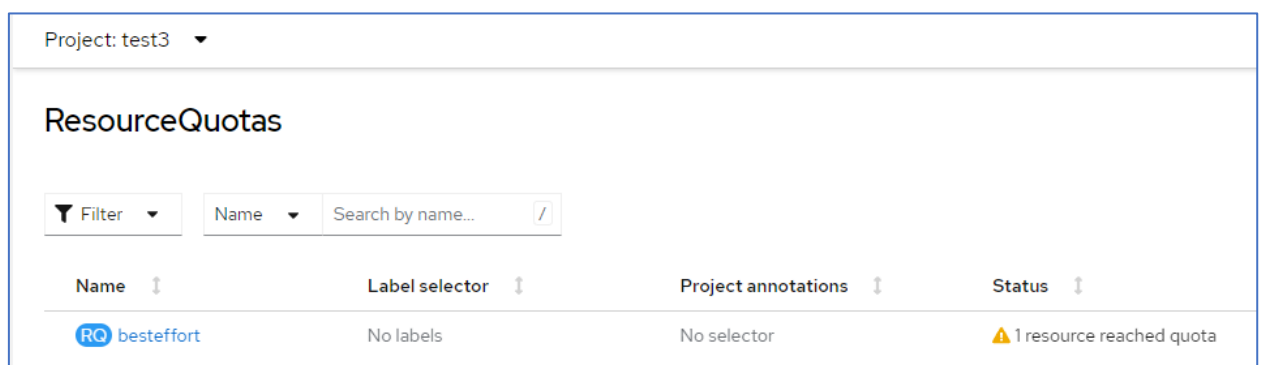 Project: test3
ResourceQuotas
Filter Name Search by name... /
Name Label selector Project annotations Status
RQ besteffort No labels No selector 1 resource reached quota